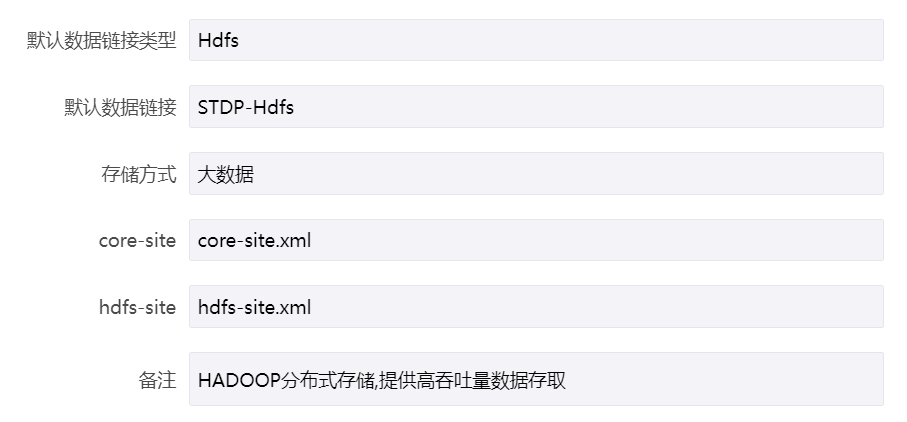 默认数据链接类型 Hdfs
默认数据链接 STDP-Hdfs
存储方式 大数据
core-site core-site.xml
hdfs-site hdfs-site.xml
备注 HADOOP分布式存储,提供高吞吐量数据存取